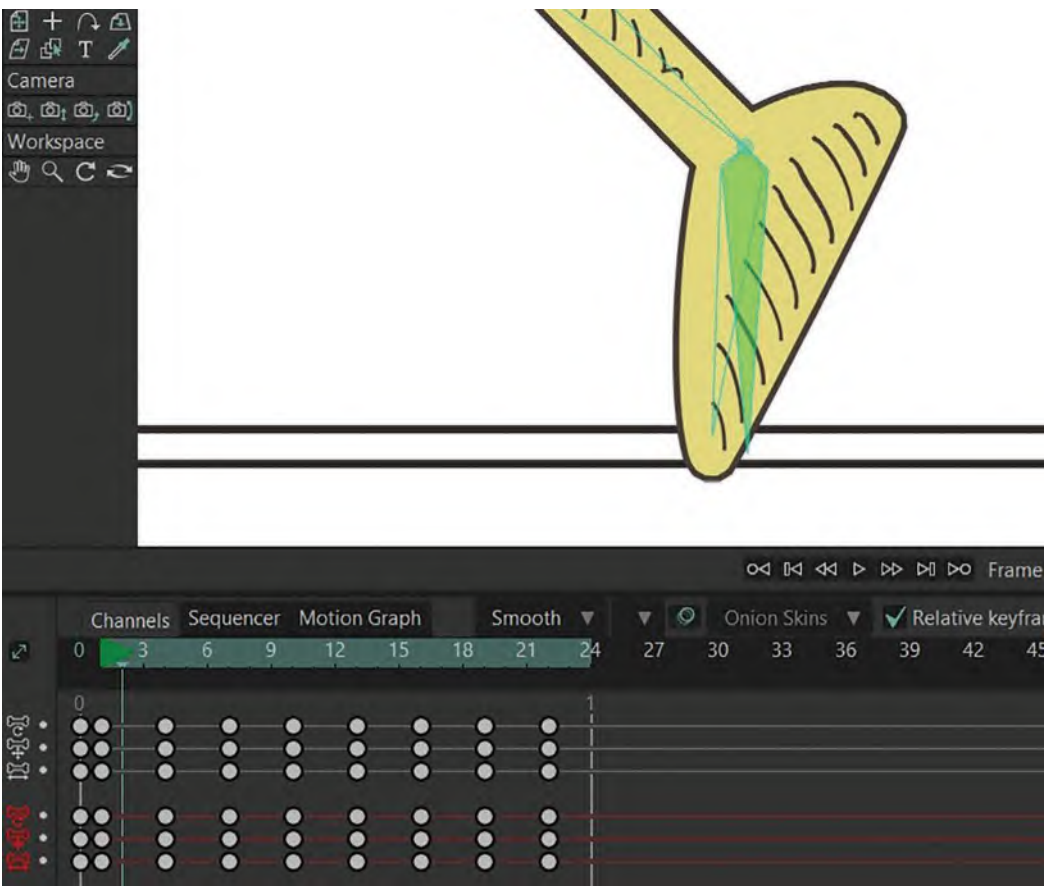 T
Camera
Workspace
Frame
Channels Sequencer Motion Graph Smooth Onion Skins Relative keyfran
0 3 6 9 12 15 18 21 24 27 30 33 36 39 42 45
0 1